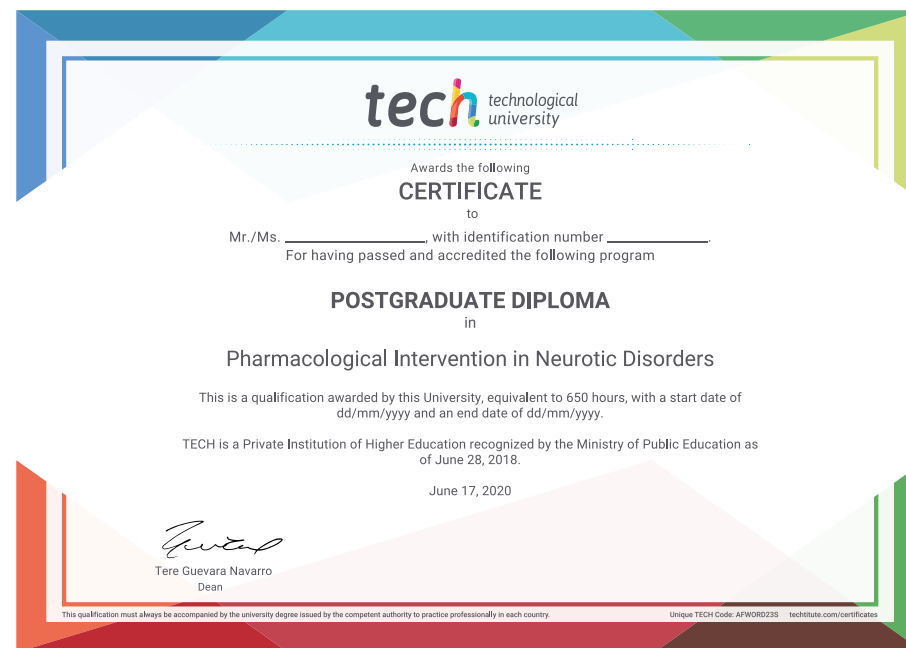 tech technological
university
Awards the following
CERTIFICATE
to
Mr./Ms. ____________________, with identification number ______________.
For having passed and accredited the following program
POSTGRADUATE DIPLOMA
in
Pharmacological Intervention in Neurotic Disorders
This is a qualification awarded by this University, equivalent to 650 hours, with a start date of
dd/mm/yyyy and an end date of dd/mm/yyyy.
TECH is a Private Institution of Higher Education recognized by the Ministry of Public Education as
of June 28, 2018.
June 17, 2020
Tere Guevara Navarro
Dean
This qualification must always be accompanied by the university degree issued by the competent authority to practice professionally in each country.
Unique TECH Code: AFWORD23S techtitute.com/certificates